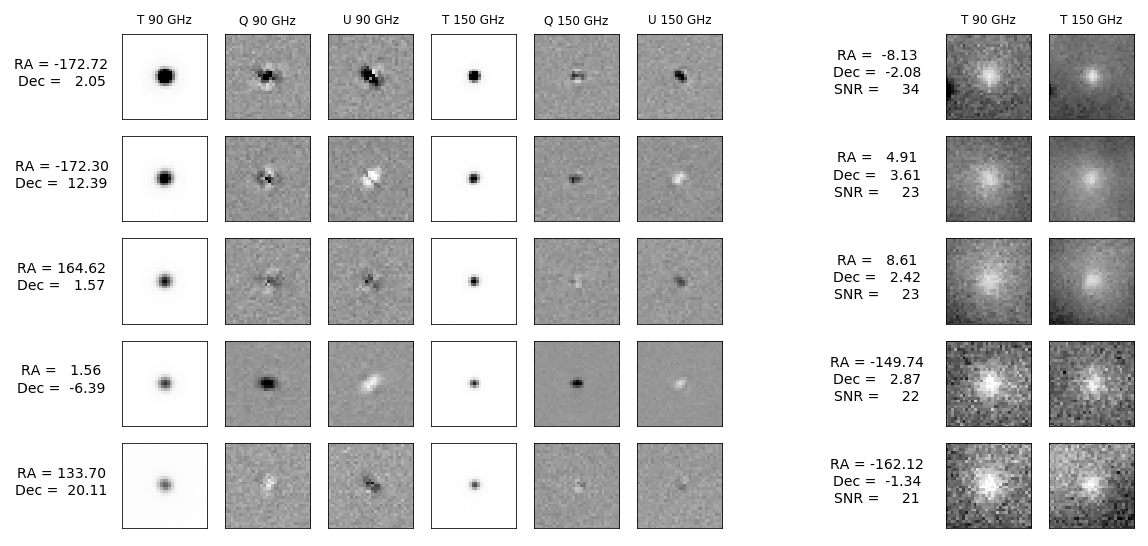 T 90 GHz Q 90 GHz U 90 GHz T 150 GHz Q 150 GHz U 150 GHz T 90 GHz T 150 GHz
RA = -172.72
Dec = 2.05
RA = -8.13
Dec = -2.08
SNR = 34
RA = -172.30
Dec = 12.39
RA = 4.91
Dec = 3.61
SNR = 23
RA = 164.62
Dec = 1.57
RA = 8.61
Dec = 2.42
SNR = 23
RA = 1.56
Dec = -6.39
RA = -149.74
Dec = 2.87
SNR = 22
RA = 133.70
Dec = 20.11
RA = -162.12
Dec = -1.34
SNR = 21